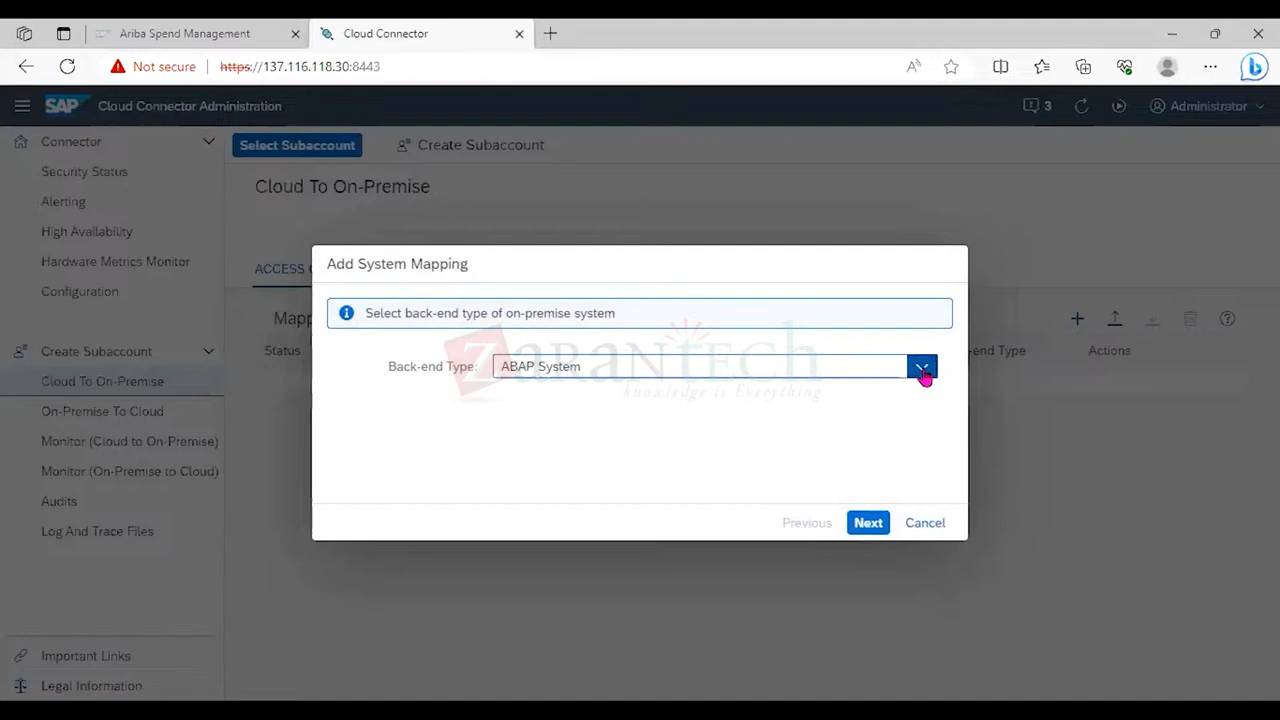 Ariba Spend Management
Cloud Connector
Not secure
https://137.116.118.30:8443
SAP
Cloud Connector Administration
3
Administrator
Connector
Security Status
Alerting
High Availability
Hardware Metrics Monitor
Configuration
Create Subaccount
Cloud To On-Premise
On-Premise To Cloud
Monitor (Cloud to On-Premise)
Monitor (On-Premise to Cloud)
Audits
Log And Trace Files
Important Links
Legal Information
Select Subaccount
Create Subaccount
Cloud To On-Premise
ACCESS
Mapp
Status
-end Type
Actions
Add System Mapping
Select back-end type of on-premise system
Back-end Type:
ABAP System
ZARANTECH
knowledge is Everything
Previous
Next
Cancel